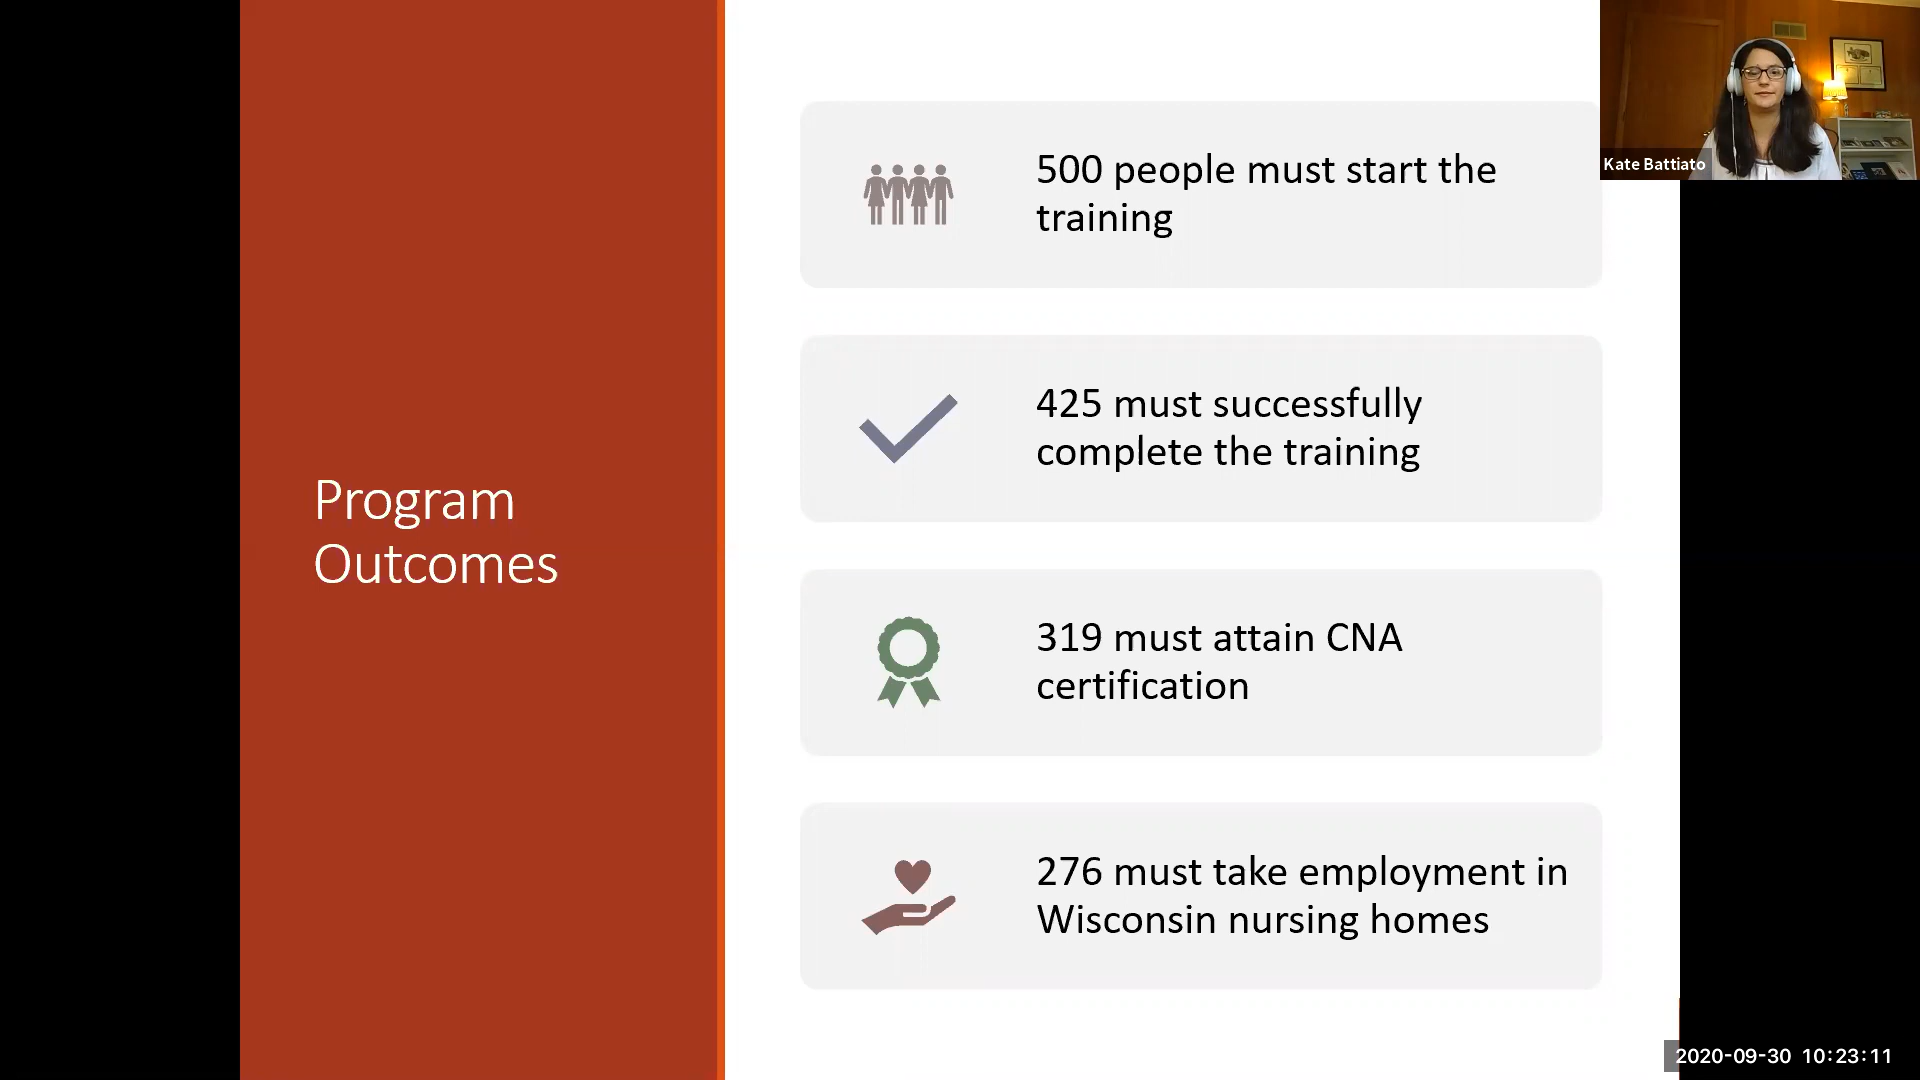 Program
Outcomes
500 people must start the
training
425 must successfully
complete the training
319 must attain CNA
certification
276 must take employment in
Wisconsin nursing homes
Kate Battiato
2020-09-30 10:23:11